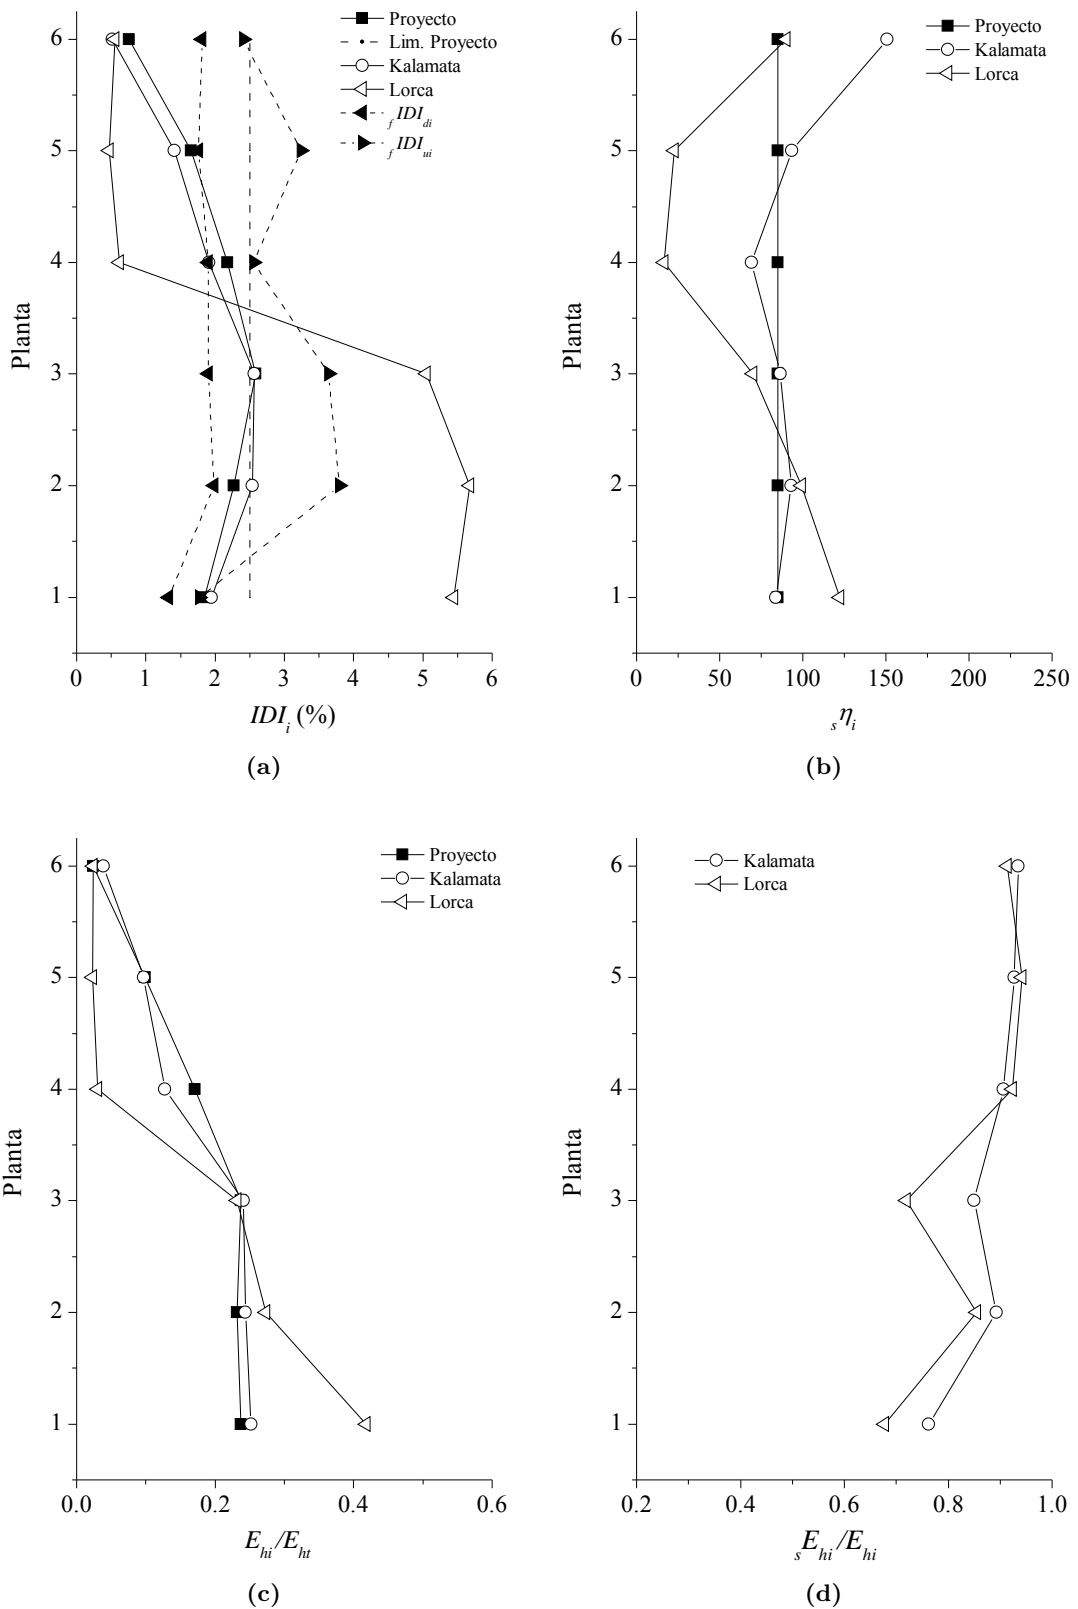 Proyecto
Lim. Proyecto
Kalamata
Lorca
fIDIdi
fIDIui
6
5
4
3
2
1
Planta
0 1 2 3 4 5 6
IDIi (%)
(a)
Proyecto
Kalamata
Lorca
6
5
4
3
2
1
Planta
0 50 100 150 200 250
sηi
(b)
Proyecto
Kalamata
Lorca
6
5
4
3
2
1
Planta
0.0 0.2 0.4 0.6
Ehi/Eht
(c)
Kalamata
Lorca
6
5
4
3
2
1
Planta
0.2 0.4 0.6 0.8 1.0
sEhi/Ehi
(d)